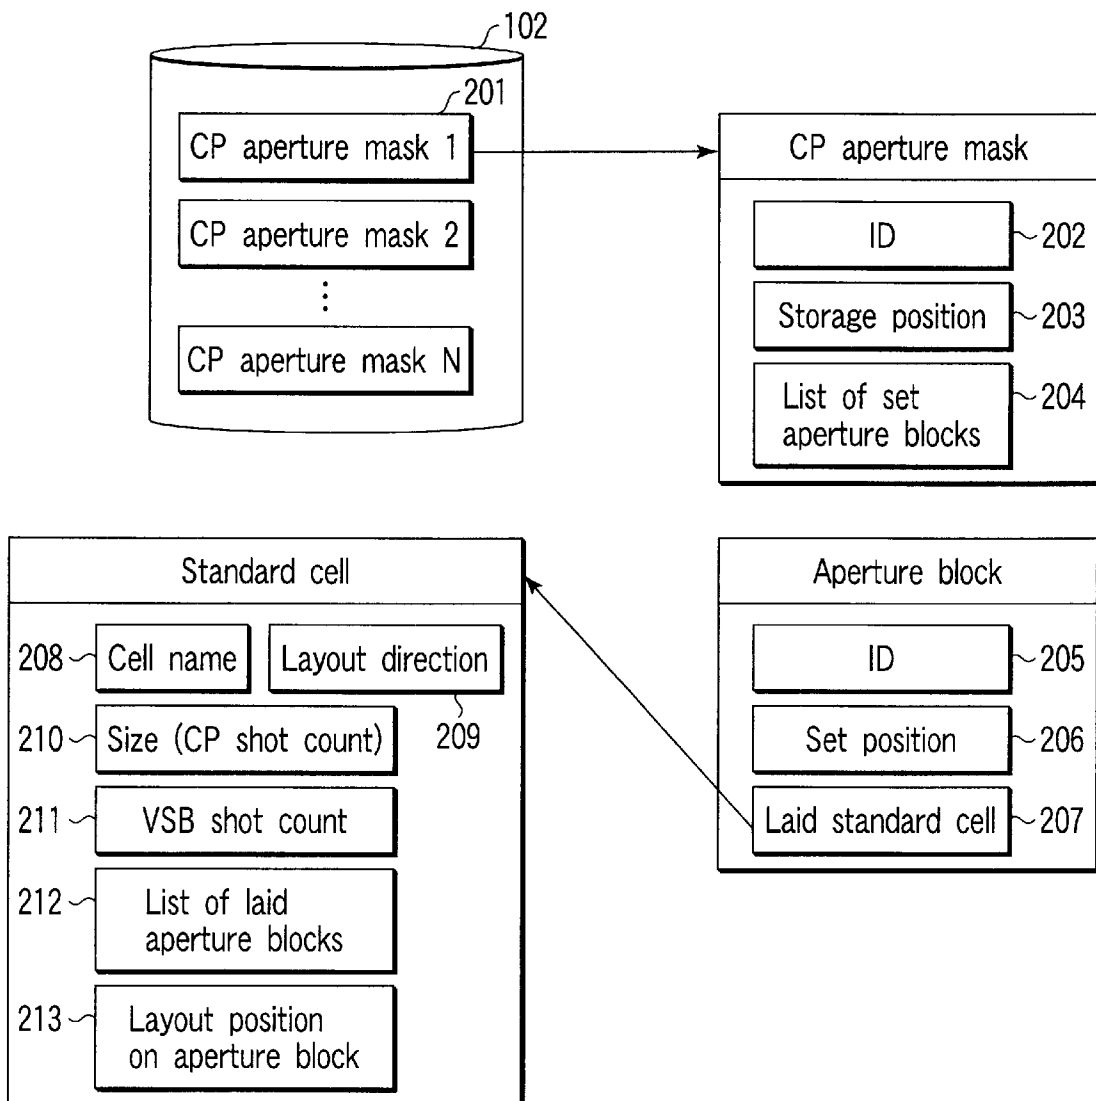 102
201
CP aperture mask 1
CP aperture mask 2
⋮
CP aperture mask N
CP aperture mask
ID
202
Storage position
203
List of set
aperture blocks
204
Standard cell
208
Cell name
Layout direction
209
210
Size (CP shot count)
211
VSB shot count
212
List of laid
aperture blocks
213
Layout position
on aperture block
Aperture block
ID
205
Set position
206
Laid standard cell
207